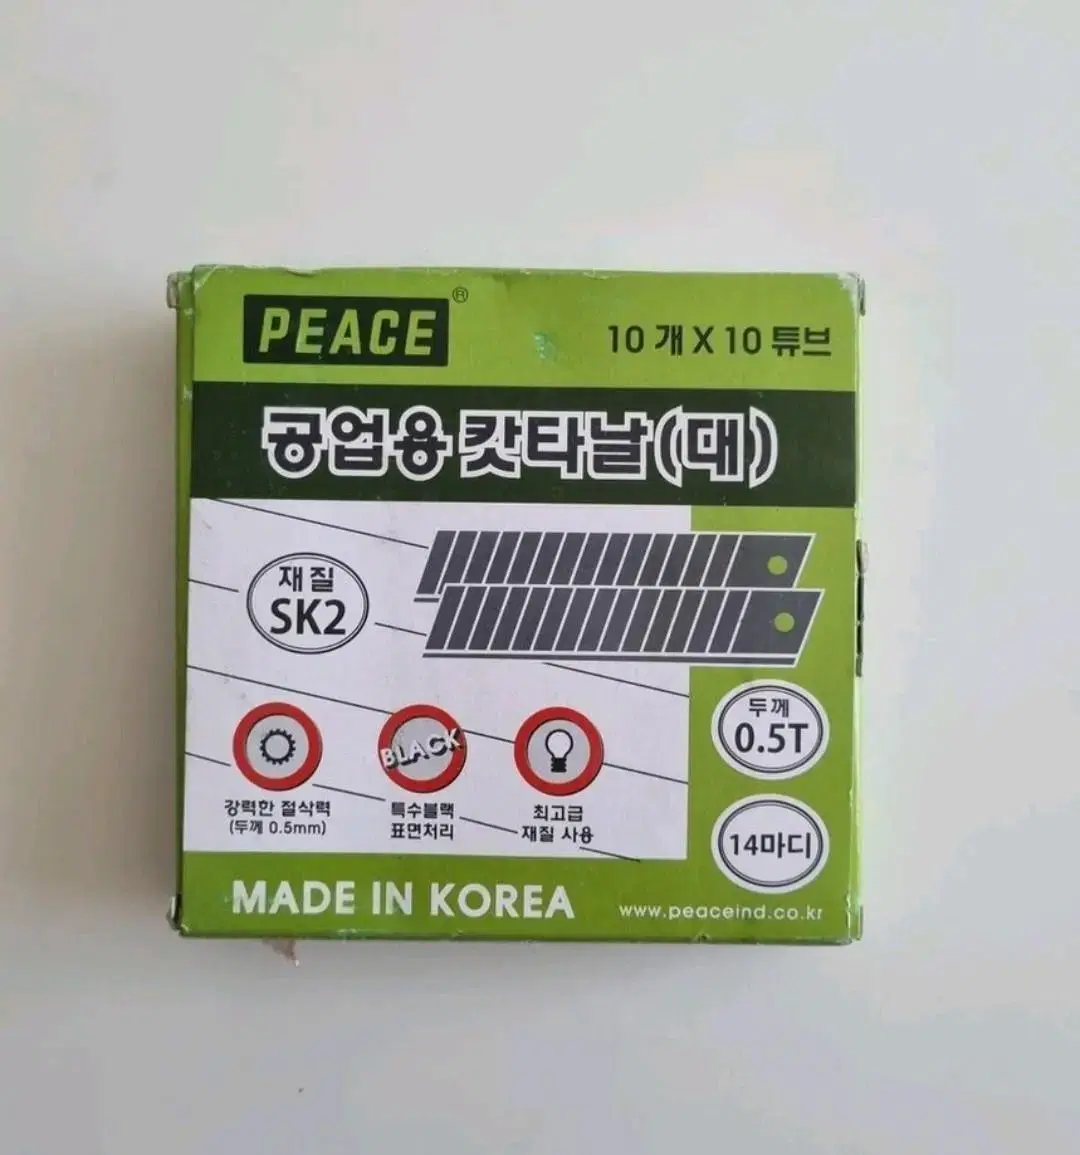 PEACE®
10 개 X 10 튜브
공업용 캇타날(대)
재질
SK2
두께
0.5T
BLACK
강력한 절삭력
(두께 0.5mm)
특수블랙
표면처리
최고급
재질 사용
14마디
MADE IN KOREA
www.peaceind.co.kr